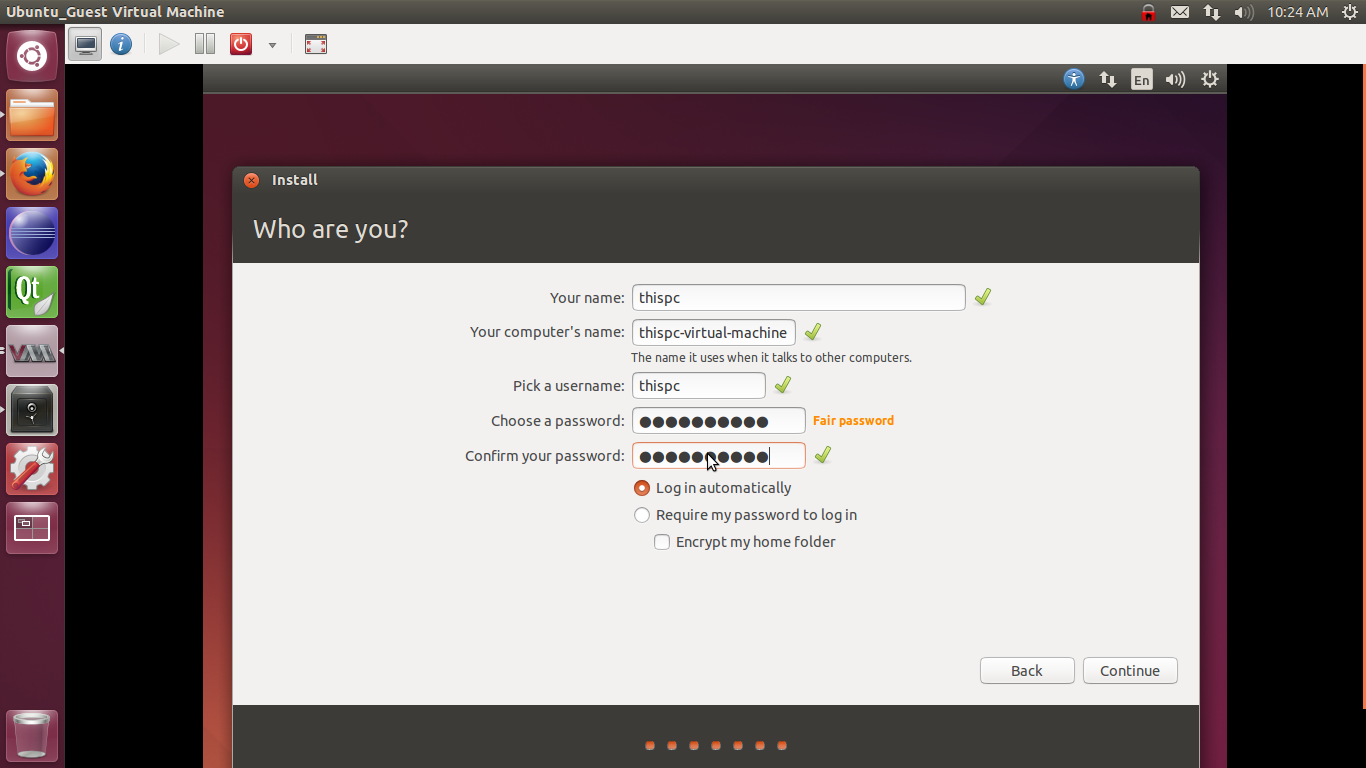 Ubuntu_Guest Virtual Machine 10:24 AM
En
Install
Who are you?
Your name: thispc
Your computer's name: thispc-virtual-machine
The name it uses when it talks to other computers.
Pick a username: thispc
Choose a password: ●●●●●●●●●● Fair password
Confirm your password: ●●●●●●●●●●
Log in automatically
Require my password to log in
Encrypt my home folder
Back Continue
Qt
VM